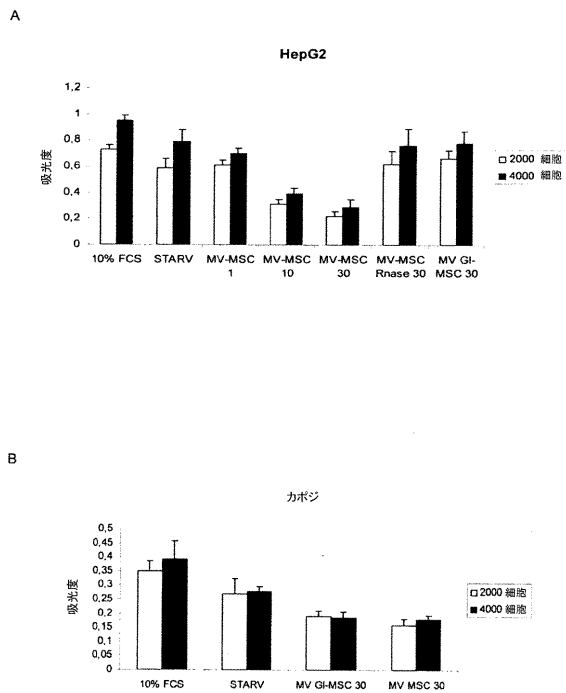 A
HepG2
1,2
1
0,8
0,6
0,4
0,2
0
吸光度
10% FCS
STARV
MV-MSC 1
MV-MSC 10
MV-MSC 30
MV-MSC Rnase 30
MV GI-MSC 30
2000 細胞
4000 細胞
B
カポジ
0,5
0,45
0,4
0,35
0,3
0,25
0,2
0,15
0,1
0,05
0
吸光度
10% FCS
STARV
MV GI-MSC 30
MV MSC 30
2000 細胞
4000 細胞